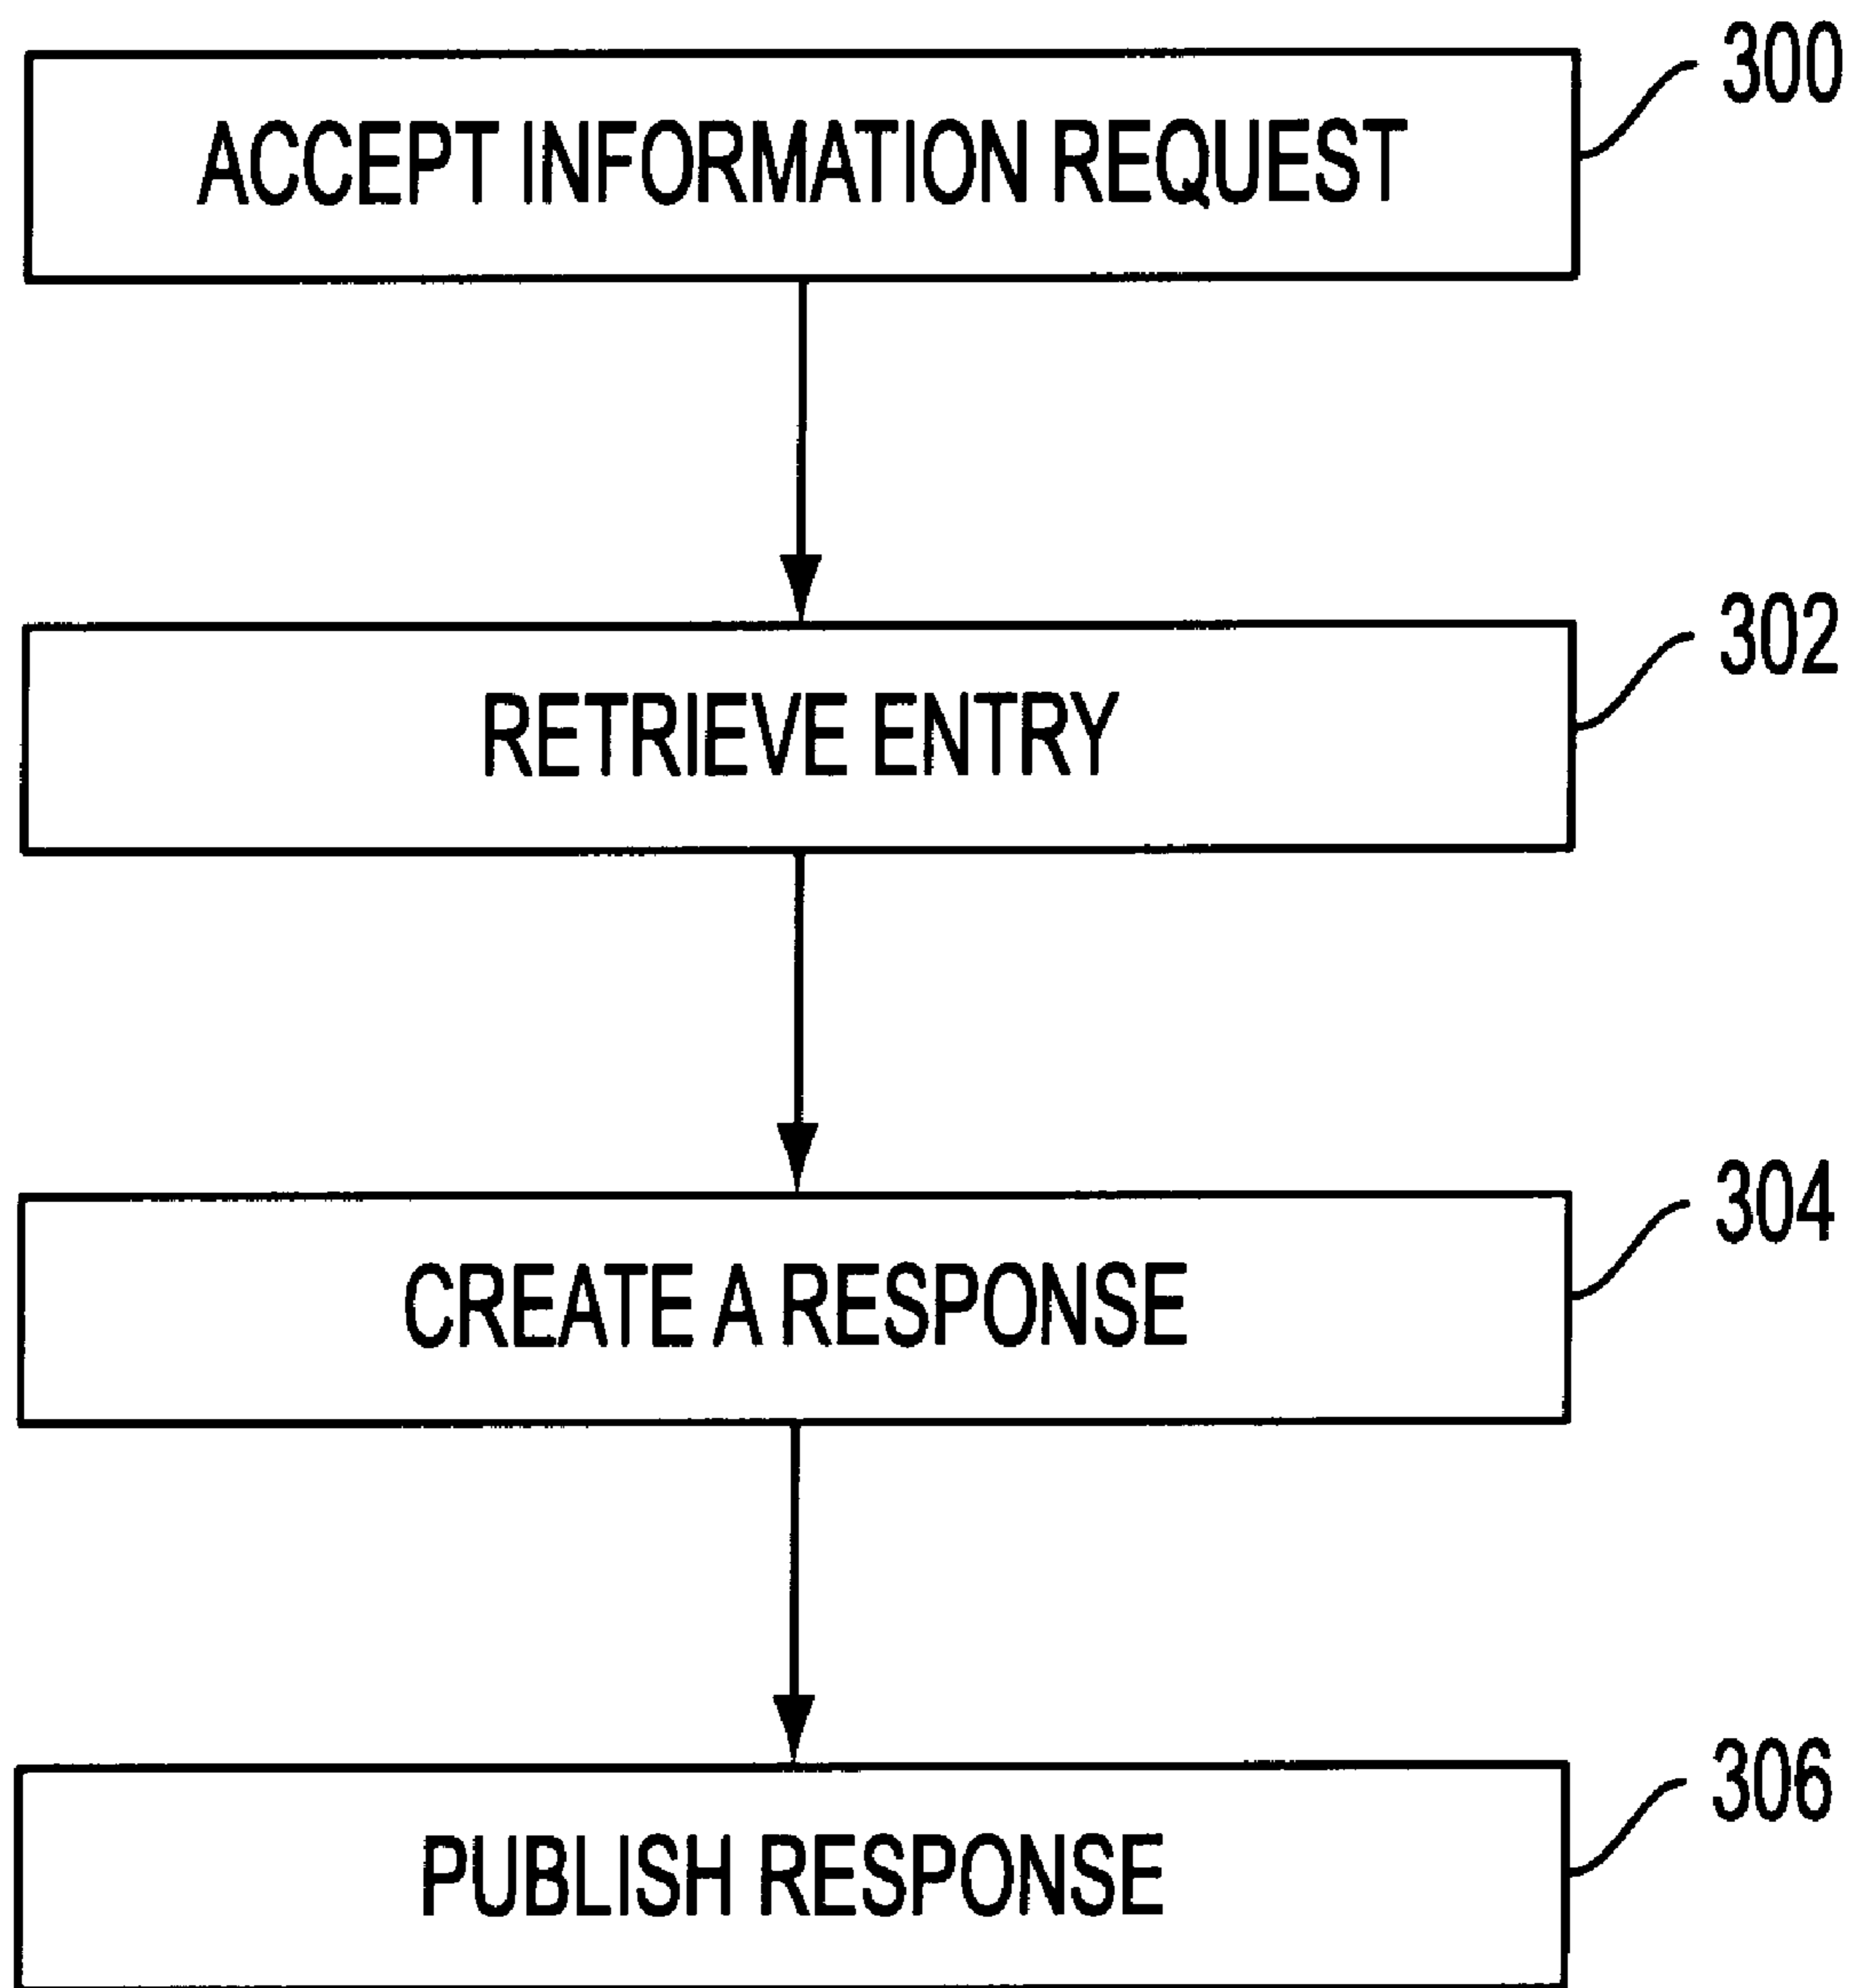 300
ACCEPT INFORMATION REQUEST
302
RETRIEVE ENTRY
304
CREATE A RESPONSE
306
PUBLISH RESPONSE